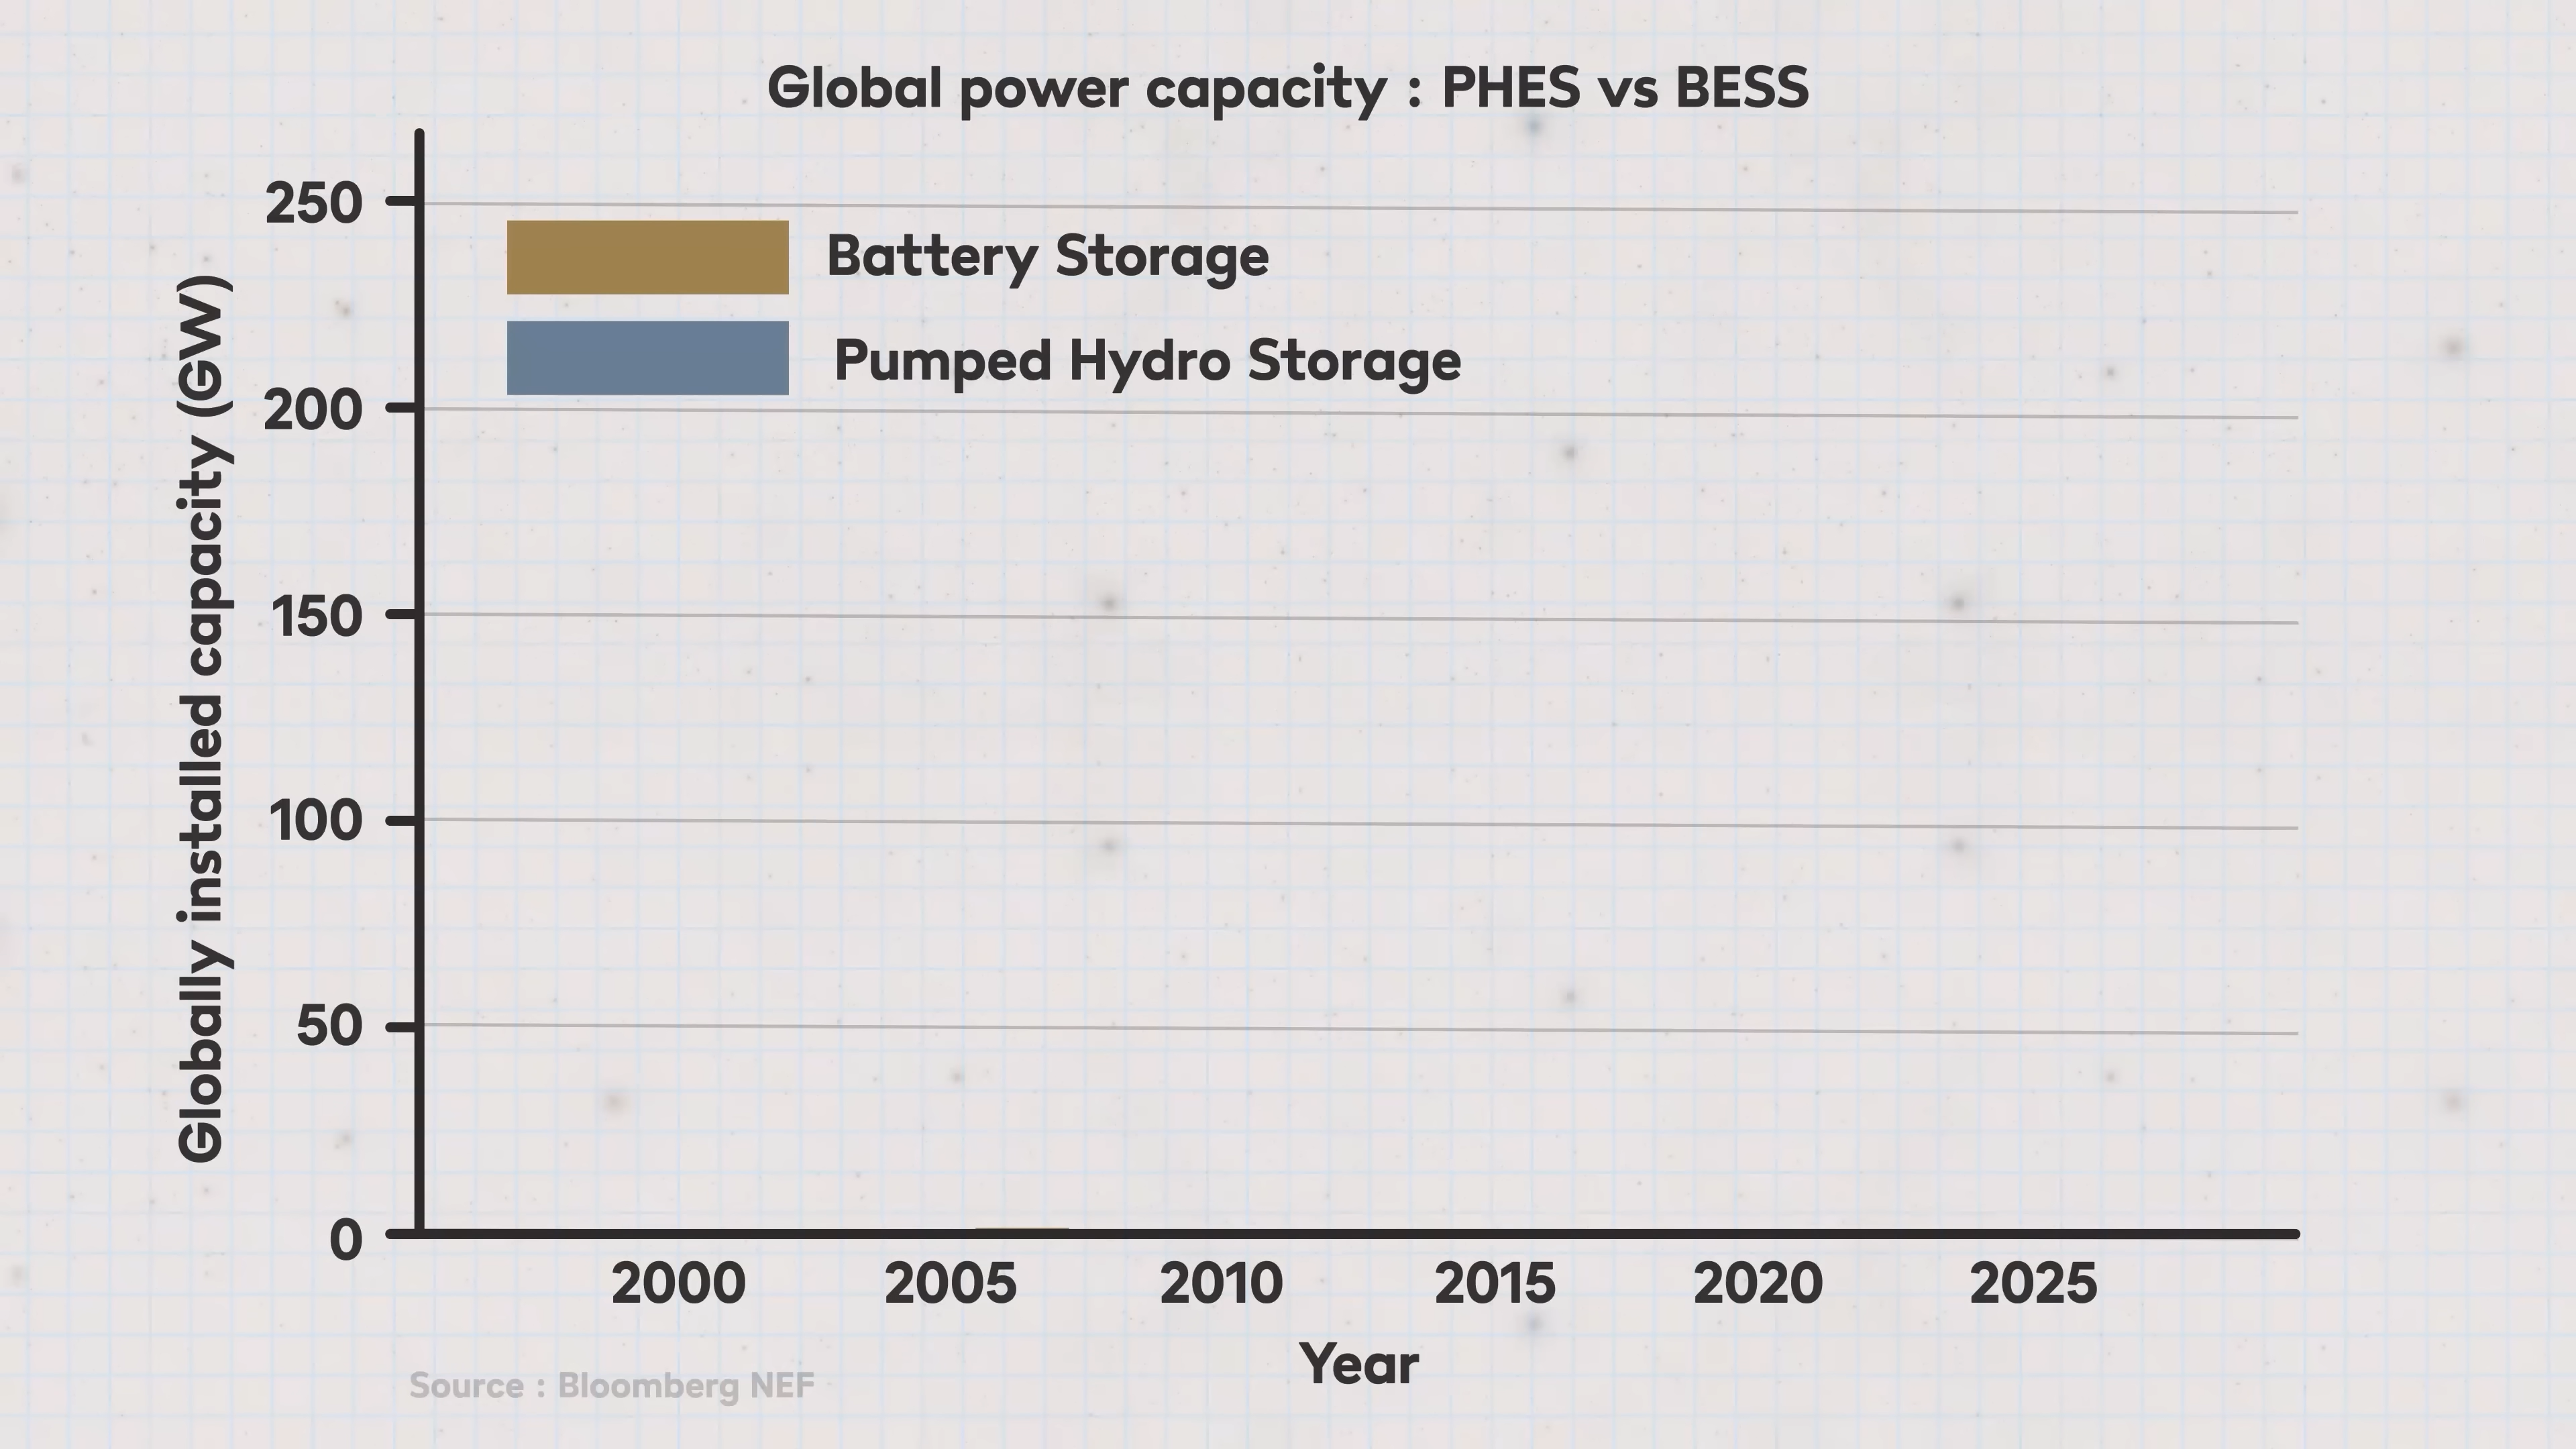 Global power capacity : PHES vs BESS
Globally installed capacity (GW)
250
200
150
100
50
0
Battery Storage
Pumped Hydro Storage
2000 2005 2010 2015 2020 2025
Year
Source : Bloomberg NEF